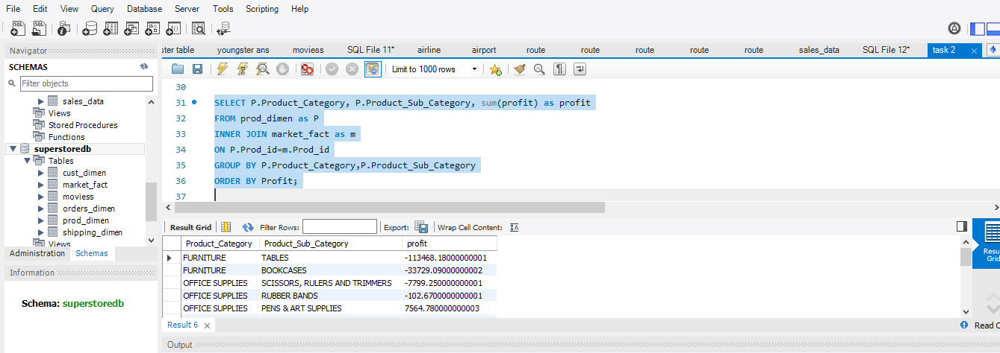 File Edit View Query Database Server Tools Scripting Help
Navigator
SCHEMAS
Filter objects
sales_data
Views
Stored Procedures
Functions
superstoredb
Tables
cust_dimen
market_fact
moviess
orders_dimen
prod_dimen
shipping_dimen
Views
Administration Schemas
Information
Schema: superstoredb
ster table youngster ans moviess SQL File 11* airline airport route route route route route sales_data SQL File 12* task 2
Limit to 1000 rows
30
31 SELECT P.Product_Category, P.Product_Sub_Category, sum(profit) as profit
32 FROM prod_dimen as P
33 INNER JOIN market_fact as m
34 ON P.Prod_id=m.Prod_id
35 GROUP BY P.Product_Category,P.Product_Sub_Category
36 ORDER BY Profit;
37
Result Grid Filter Rows: Export: Wrap Cell Content:
Product_Category Product_Sub_Category profit
FURNITURE TABLES -113468.18000000001
FURNITURE BOOKCASES -33729.09000000002
OFFICE SUPPLIES SCISSORS, RULERS AND TRIMMERS -7799.250000000001
OFFICE SUPPLIES RUBBER BANDS -102.6700000000001
OFFICE SUPPLIES PENS & ART SUPPLIES 7564.780000000003
Resu
Grid
Result 6
Read O
Output